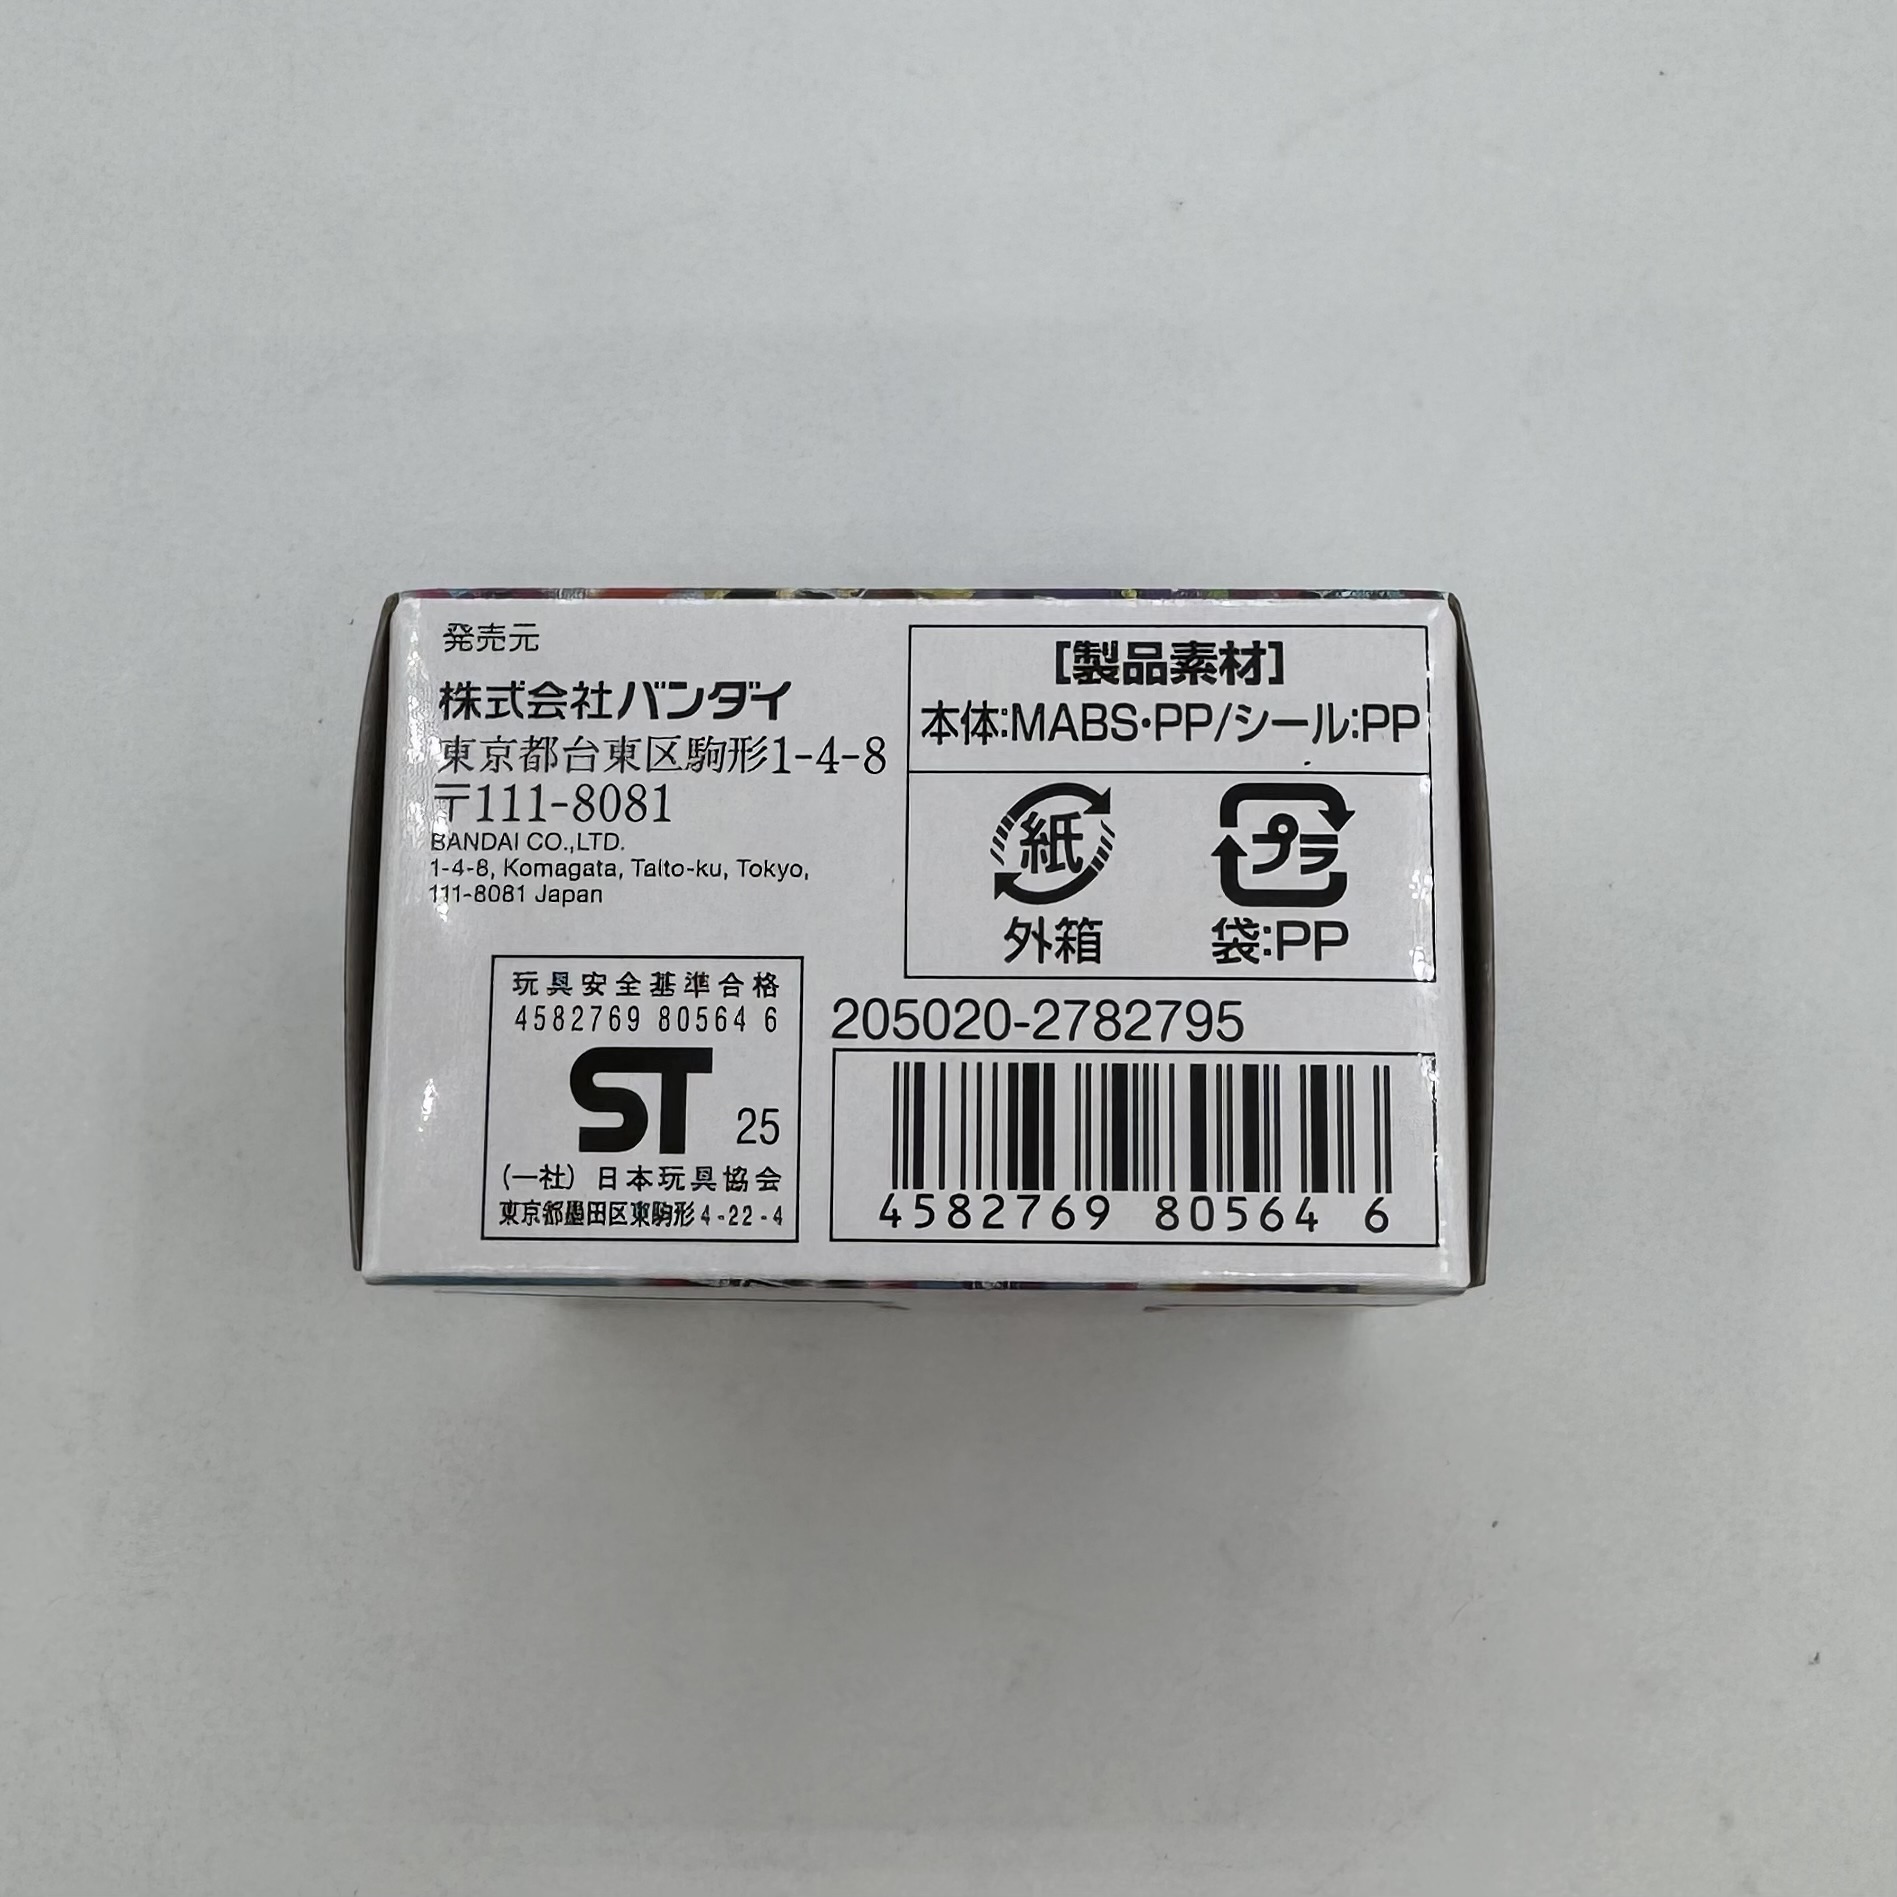 発売元
株式会社バンダイ
東京都台東区駒形1-4-8
〒111-8081
BANDAI CO.,LTD.
1-4-8, Komagata, Taito-ku, Tokyo,
111-8081 Japan
[製品素材]
本体:MABS・PP/シール:PP
紙
外箱
プラ
袋:PP
玩具安全基準合格
4582769 80564 6
ST 25
(一社) 日本玩具協会
東京都墨田区東駒形4-22-4
205020-2782795
4582769 80564 6